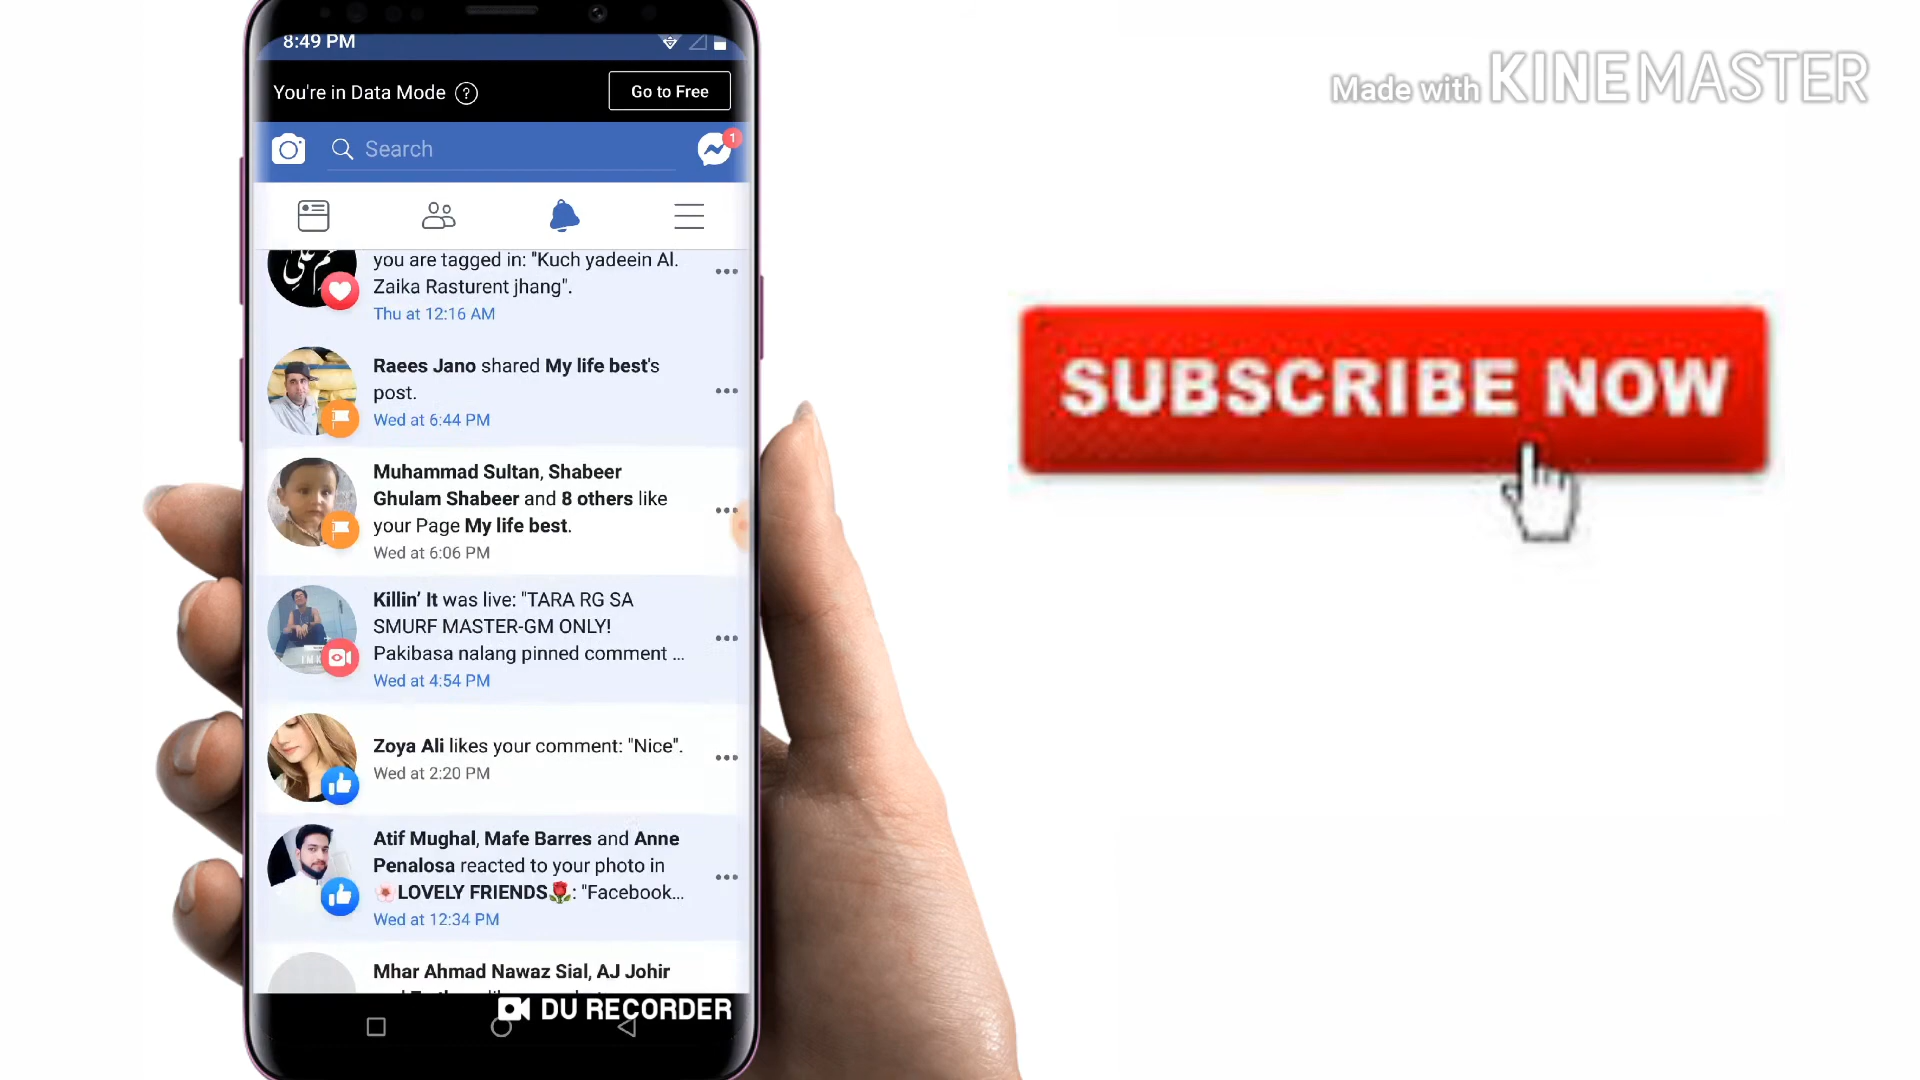 8:49 PM
You're in Data Mode ?
Go to Free
Made with KINEMASTER
Search
1
you are tagged in: "Kuch yadeein Al.
Zaika Rasturent jhang".
Thu at 12:16 AM
Raees Jano shared My life best's
post.
Wed at 6:44 PM
Muhammad Sultan, Shabeer
Ghulam Shabeer and 8 others like
your Page My life best.
Wed at 6:06 PM
Killin' It was live: "TARA RG SA
SMURF MASTER-GM ONLY!
Pakibasa nalang pinned comment ...
Wed at 4:54 PM
Zoya Ali likes your comment: "Nice".
Wed at 2:20 PM
Atif Mughal, Mafe Barres and Anne
Penalosa reacted to your photo in
🌸LOVELY FRIENDS🌹: "Facebook...
Wed at 12:34 PM
Mhar Ahmad Nawaz Sial, AJ Johir
DU RECORDER
SUBSCRIBE NOW